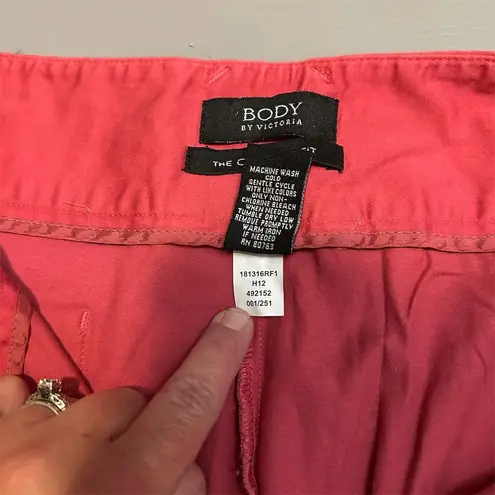 BODY
BY VICTORIA
THE C
IT
MACHINE WASH
COLD
GENTLE CYCLE
WITH LIKE COLORS
ONLY NON-
CHLORINE BLEACH
WHEN NEEDED
TUMBLE DRY LOW
REMOVE PROMPTLY
WARM IRON
IF NEEDED
RN 80763
181316RF1
H12
492152
001/251